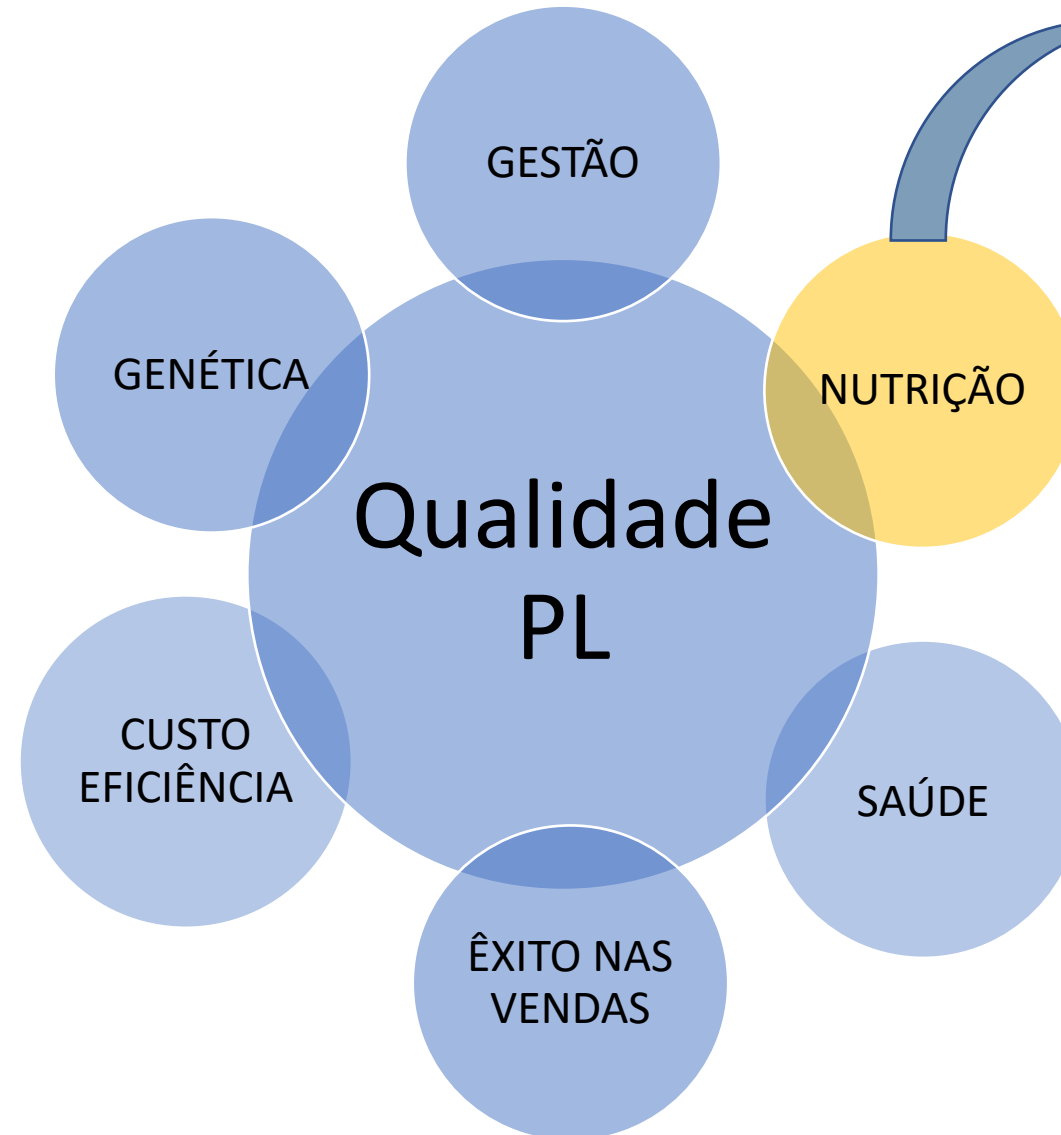 GESTÃO
GENÉTICA
NUTRIÇÃO
Qualidade
PL
CUSTO
EFICIÊNCIA
SAÚDE
ÊXITO NAS
VENDAS